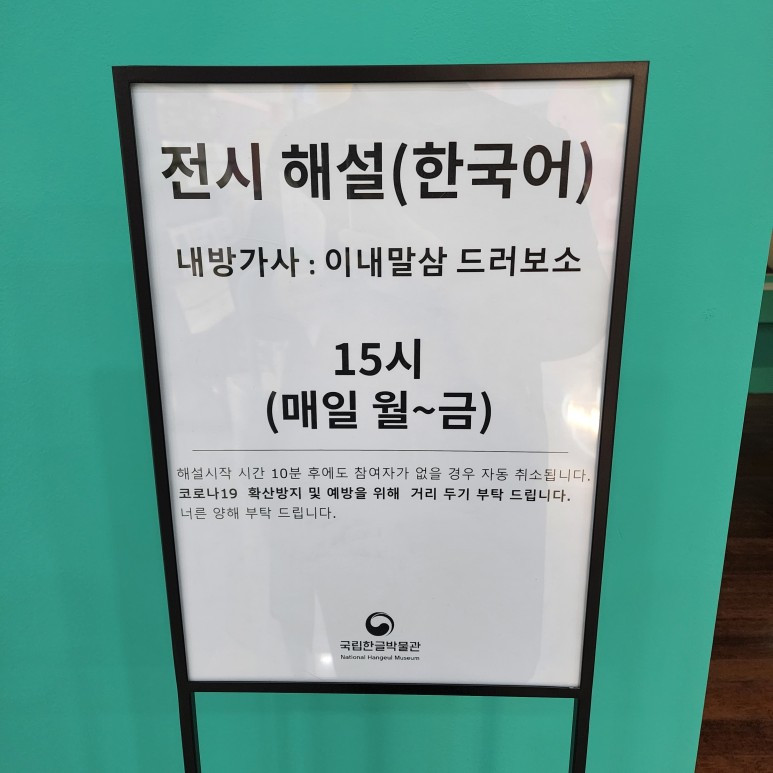 전시 해설(한국어)
내방가사 : 이내말삼 드러보소
15시
(매일 월~금)
해설시작 시간 10분 후에도 참여자가 없을 경우 자동 취소됩니다.
코로나19 확산방지 및 예방을 위해 거리 두기 부탁 드립니다.
너른 양해 부탁 드립니다.
국립한글박물관
National Hangeul Museum